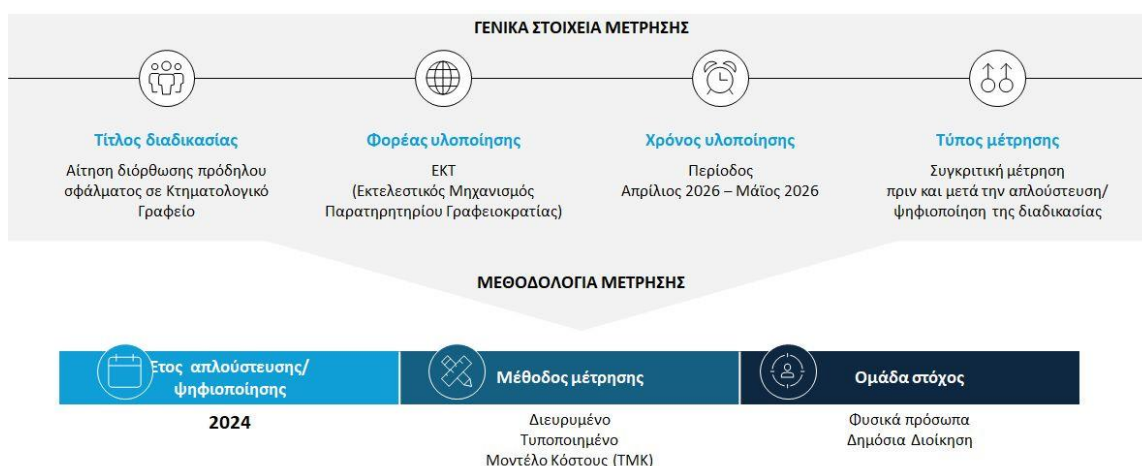 ΓΕΝΙΚΑ ΣΤΟΙΧΕΙΑ ΜΕΤΡΗΣΗΣ
Τίτλος διαδικασίας
Αίτηση διόρθωσης πρόδηλου
σφάλματος σε Κτηματολογικό
Γραφείο
Φορέας υλοποίησης
ΕΚΤ
(Εκτελεστικός Μηχανισμός
Παρατηρητηρίου Γραφειοκρατίας)
Χρόνος υλοποίησης
Περίοδος
Απρίλιος 2026 – Μάϊος 2026
Τύπος μέτρησης
Συγκριτική μέτρηση
πριν και μετά την απλούστευση/
ψηφιοποίηση της διαδικασίας
ΜΕΘΟΔΟΛΟΓΙΑ ΜΕΤΡΗΣΗΣ
Έτος απλούστευσης/
ψηφιοποίησης
2024
Μέθοδος μέτρησης
Διευρυμένο
Τυποποιημένο
Μοντέλο Κόστους (ΤΜΚ)
Ομάδα στόχος
Φυσικά πρόσωπα
Δημόσια Διοίκηση